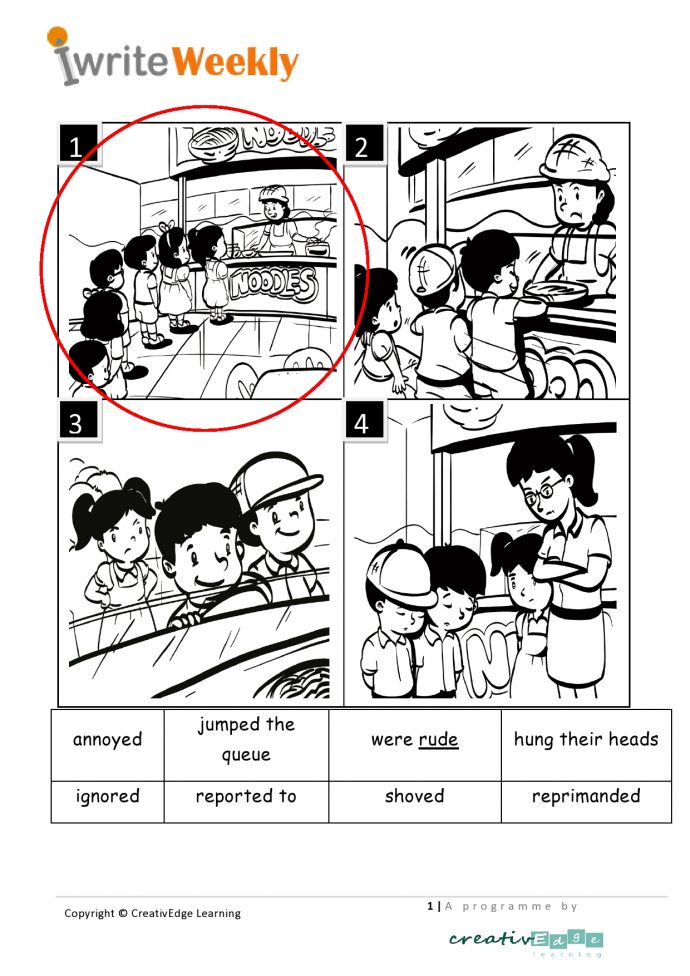 iwriteWeekly
1
NOODLE
NOODLES
2
3
4
annoyed
jumped the
queue
were rude
hung their heads
ignored
reported to
shoved
reprimanded
Copyright © CreativEdge Learning
1 | A programme by
creativEdge
learning